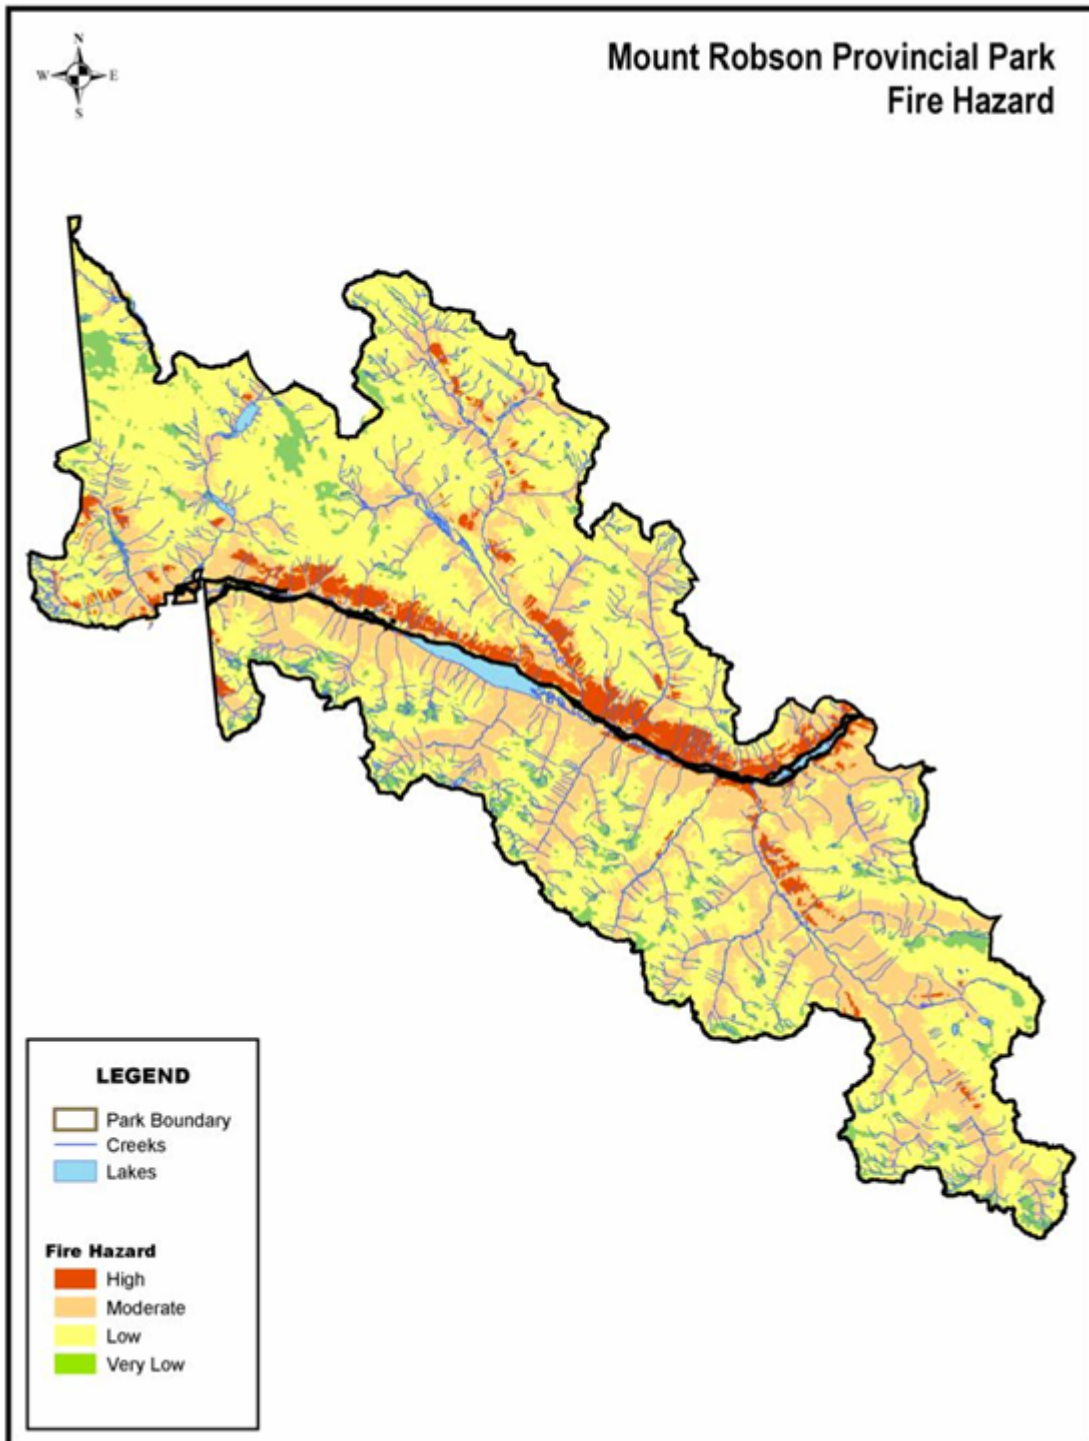 N
W E
S
Mount Robson Provincial Park
Fire Hazard
LEGEND
Park Boundary
Creeks
Lakes
Fire Hazard
High
Moderate
Low
Very Low